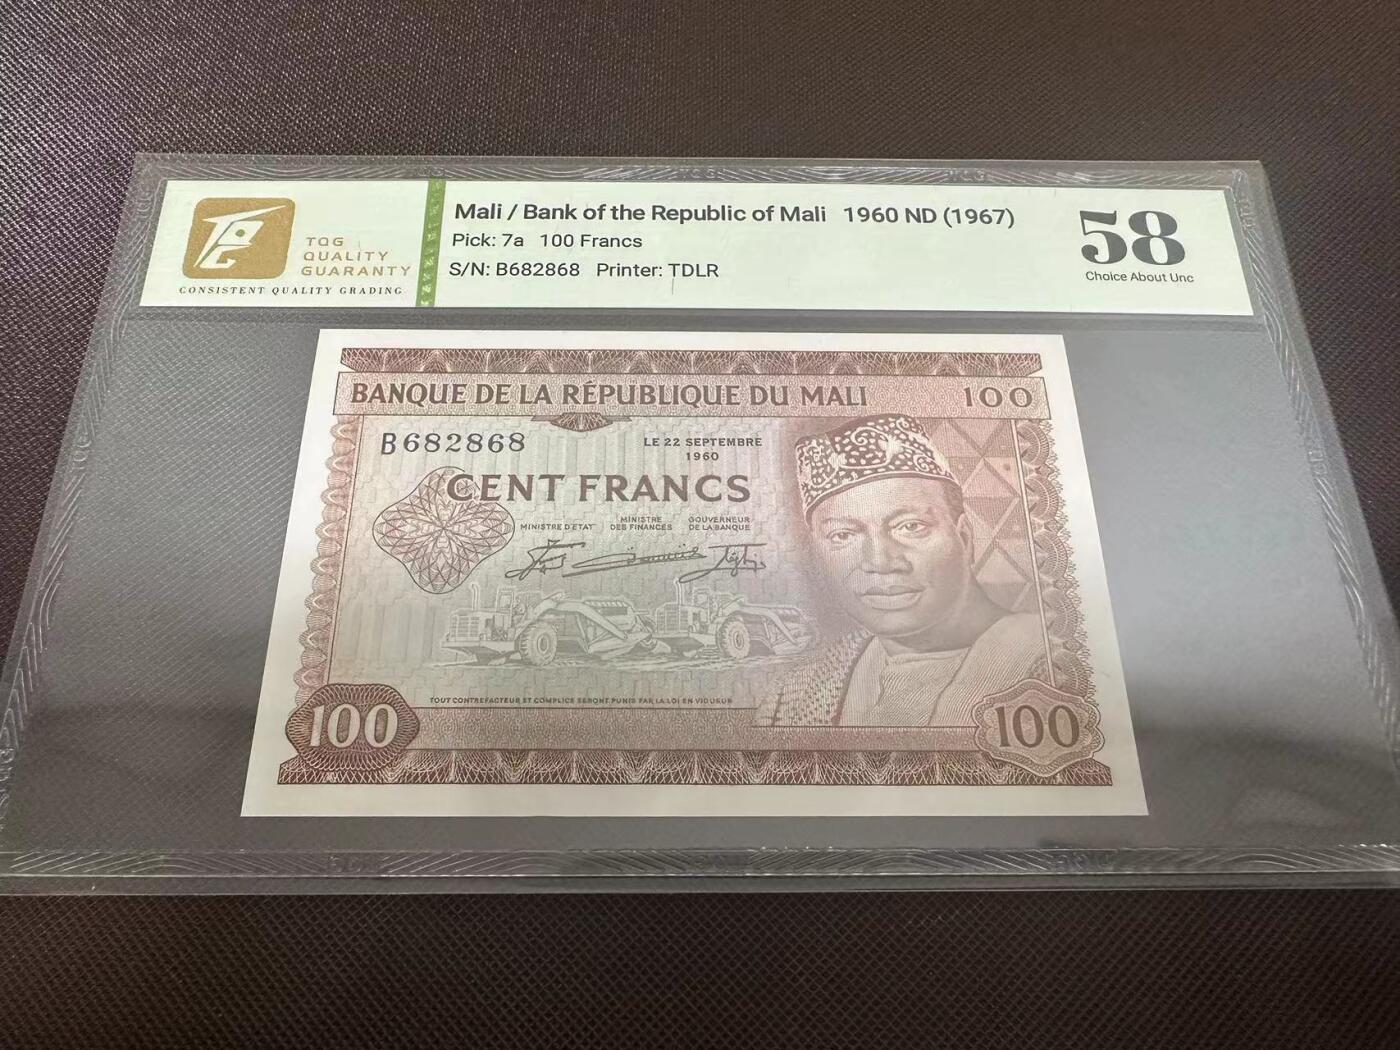 TQG
QUALITY
GUARANTY
CONSISTENT QUALITY GRADING
Mali / Bank of the Republic of Mali 1960 ND (1967)
Pick: 7a 100 Francs
S/N: B682868 Printer: TDLR
58
Choice About Unc
BANQUE DE LA RÉPUBLIQUE DU MALI 100
B682868
LE 22 SEPTEMBRE
1960
CENT FRANCS
MINISTRE D'ETAT
MINISTRE
DES FINANCES
GOUVERNEUR
DE LA BANQUE
TOUT CONTREFACTEUR ET COMPLICE SERONT PUNIS PAR LA LOI EN VIGUEUR
100
100